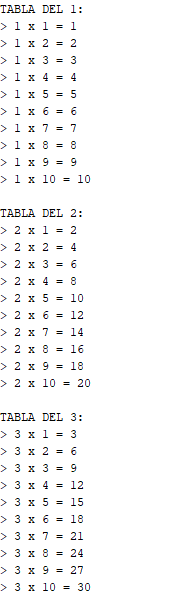 TABLA DEL 1:
> 1 x 1 = 1
> 1 x 2 = 2
> 1 x 3 = 3
> 1 x 4 = 4
> 1 x 5 = 5
> 1 x 6 = 6
> 1 x 7 = 7
> 1 x 8 = 8
> 1 x 9 = 9
> 1 x 10 = 10

TABLA DEL 2:
> 2 x 1 = 2
> 2 x 2 = 4
> 2 x 3 = 6
> 2 x 4 = 8
> 2 x 5 = 10
> 2 x 6 = 12
> 2 x 7 = 14
> 2 x 8 = 16
> 2 x 9 = 18
> 2 x 10 = 20

TABLA DEL 3:
> 3 x 1 = 3
> 3 x 2 = 6
> 3 x 3 = 9
> 3 x 4 = 12
> 3 x 5 = 15
> 3 x 6 = 18
> 3 x 7 = 21
> 3 x 8 = 24
> 3 x 9 = 27
> 3 x 10 = 30